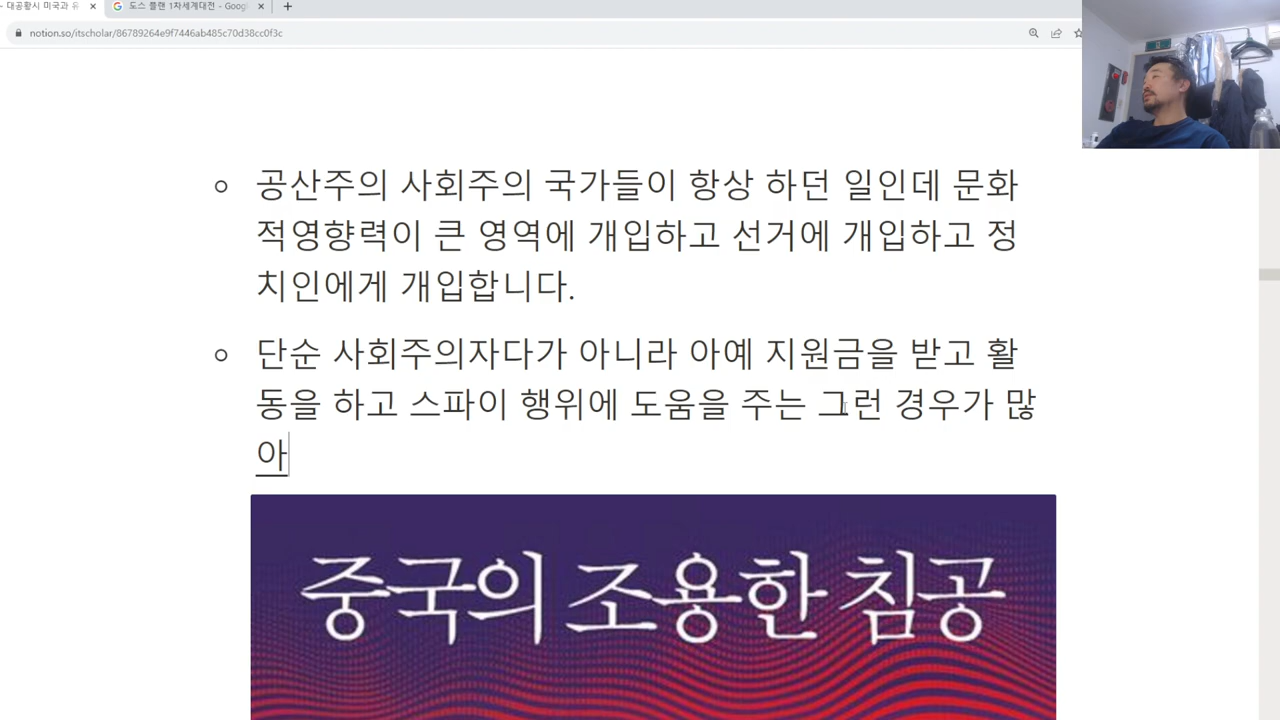 대공황시 미국과 유
도스 플랜 1차세계대전 - Goog
notion.so/itscholar/86789264e9f7446ab485c70d38cc0f3c
공산주의 사회주의 국가들이 항상 하던 일인데 문화
적영향력이 큰 영역에 개입하고 선거에 개입하고 정
치인에게 개입합니다.
단순 사회주의자다가 아니라 아예 지원금을 받고 활
동을 하고 스파이 행위에 도움을 주는 그런 경우가 많
아
중국의 조용한 침공